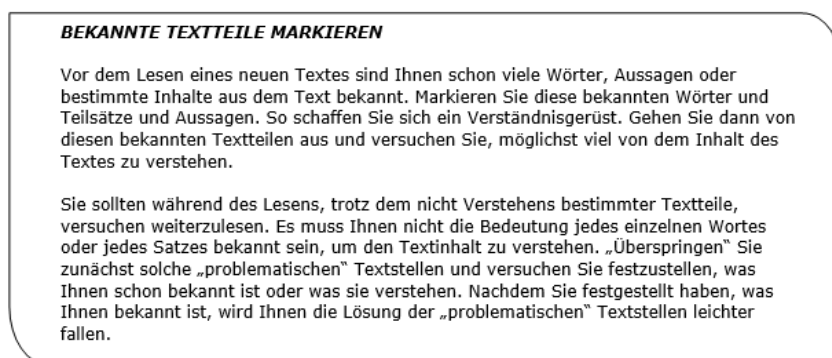 BEKANNTE TEXTTEILE MARKIEREN
Vor dem Lesen eines neuen Textes sind Ihnen schon viele Wörter, Aussagen oder
bestimmte Inhalte aus dem Text bekannt. Markieren Sie diese bekannten Wörter und
Teilsätze und Aussagen. So schaffen Sie sich ein Verständnisgerüst. Gehen Sie dann von
diesen bekannten Textteilen aus und versuchen Sie, möglichst viel von dem Inhalt des
Textes zu verstehen.
Sie sollten während des Lesens, trotz dem nicht Verstehens bestimmter Textteile,
versuchen weiterzulesen. Es muss Ihnen nicht die Bedeutung jedes einzelnen Wortes
oder jedes Satzes bekannt sein, um den Textinhalt zu verstehen. „Überspringen“ Sie
zunächst solche „problematischen“ Textstellen und versuchen Sie festzustellen, was
Ihnen schon bekannt ist oder was sie verstehen. Nachdem Sie festgestellt haben, was
Ihnen bekannt ist, wird Ihnen die Lösung der „problematischen“ Textstellen leichter
fallen.